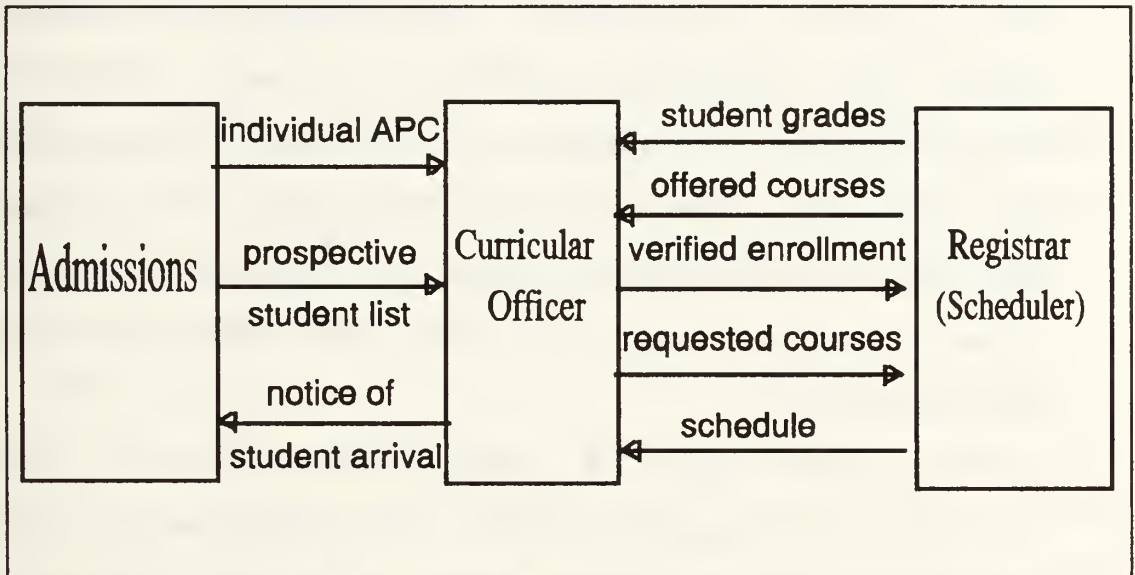 Admissions
individual APC
prospective
student list
notice of
student arrival
Curricular
Officer
student grades
offered courses
verified enrollment
requested courses
schedule
Registrar
(Scheduler)